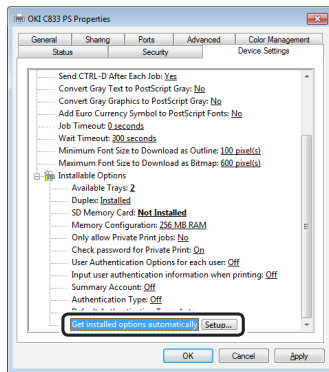 OKI C833 PS Properties
General Sharing Ports Advanced Color Management
Status Security Device Settings
Send CTRL-D After Each Job: Yes
Convert Gray Text to PostScript Gray: No
Convert Gray Graphics to PostScript Gray: No
Add Euro Currency Symbol to PostScript Fonts: No
Job Timeout: 0 seconds
Wait Timeout: 300 seconds
Minimum Font Size to Download as Outline: 100 pixel(s)
Maximum Font Size to Download as Bitmap: 600 pixel(s)
Installable Options
Available Trays: 2
Duplex: Installed
SD Memory Card: Not Installed
Memory Configuration: 256 MB RAM
Only allow Private Print jobs: No
Check password for Private Print: On
User Authentication Options for each user: Off
Input user authentication information when printing: Off
Summary Account: Off
Authentication Type: Off
Get installed options automatically Setup...
OK Cancel Apply